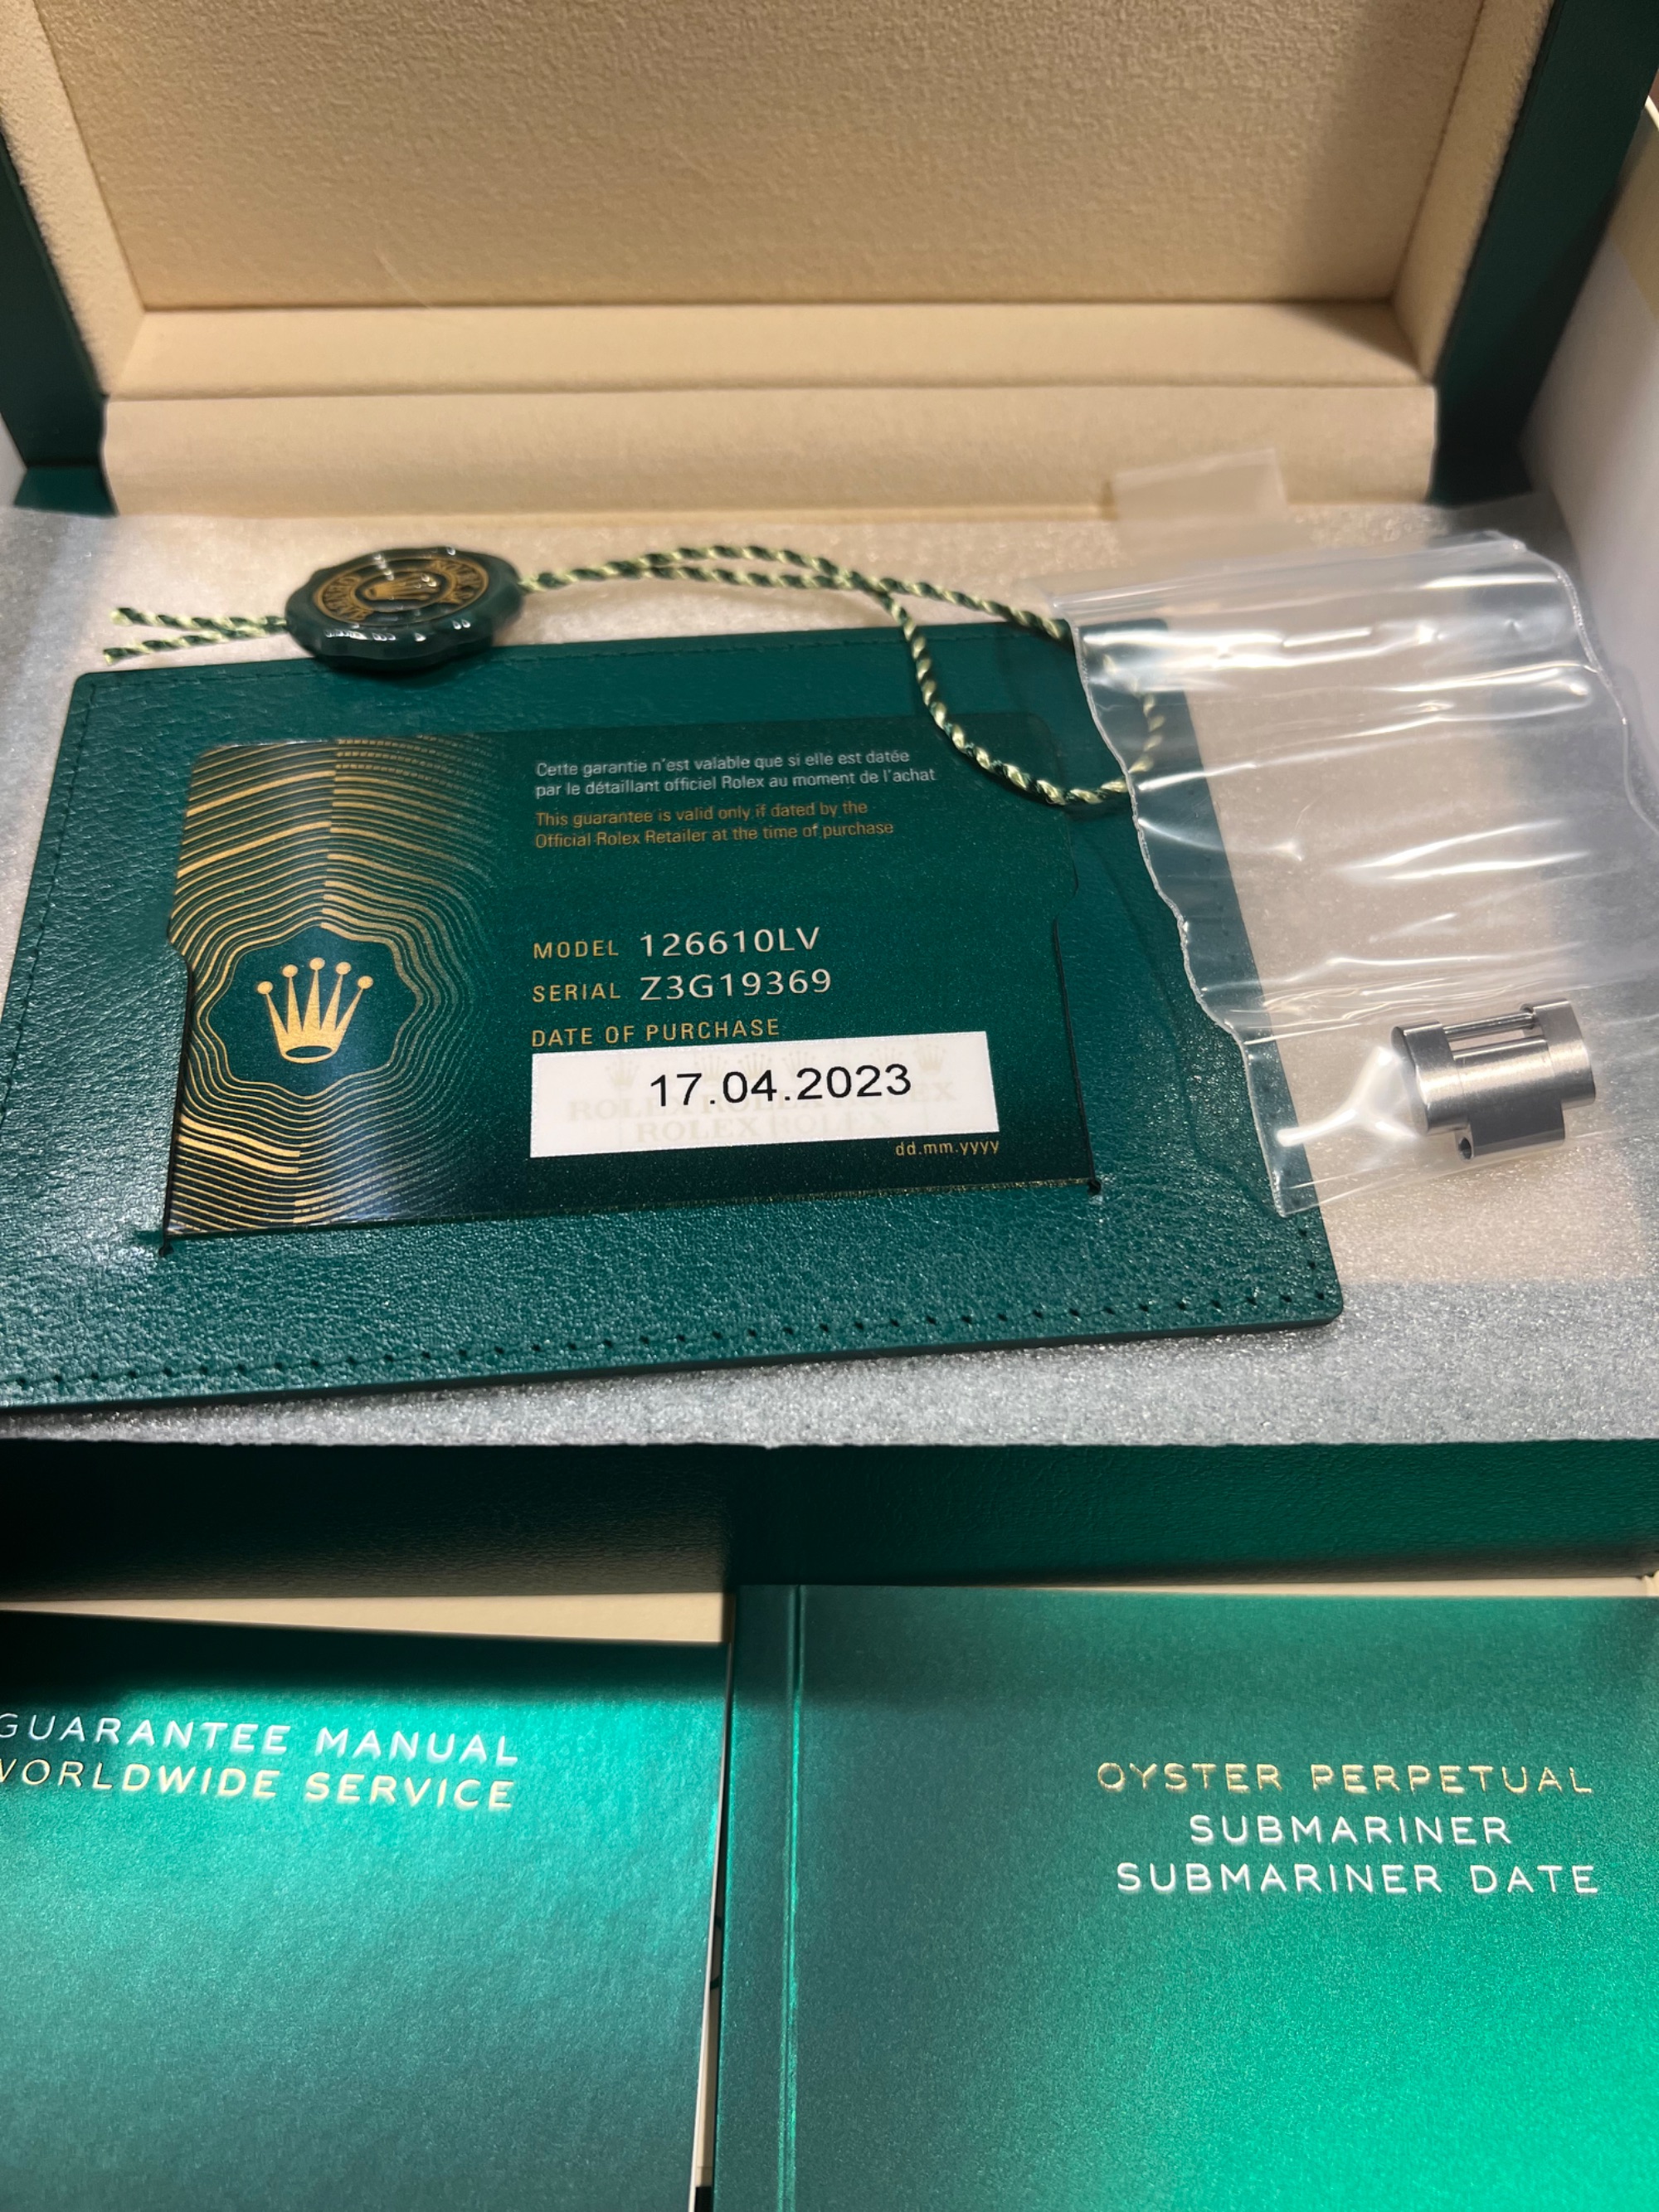 Cette garantie n'est valable que si elle est datée
par le détaillant officiel Rolex au moment de l'achat
This guarantee is valid only if dated by the
Official Rolex Retailer at the time of purchase
MODEL 126610LV
SERIAL Z3G19369
DATE OF PURCHASE
17.04.2023
ROLEX ROLEX
dd.mm.yyyy
GUARANTEE MANUAL
WORLDWIDE SERVICE
OYSTER PERPETUAL
SUBMARINER
SUBMARINER DATE